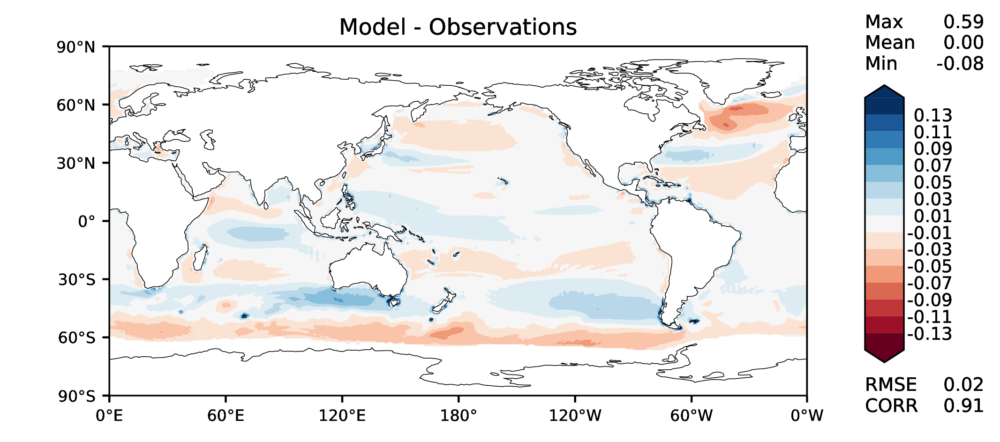 Model - Observations
Max 0.59
Mean 0.00
Min -0.08
90°N
60°N
30°N
0°
30°S
60°S
90°S
0°E 60°E 120°E 180° 120°W 60°W 0°W
0.13
0.11
0.09
0.07
0.05
0.03
0.01
-0.01
-0.03
-0.05
-0.07
-0.09
-0.11
-0.13
RMSE 0.02
CORR 0.91